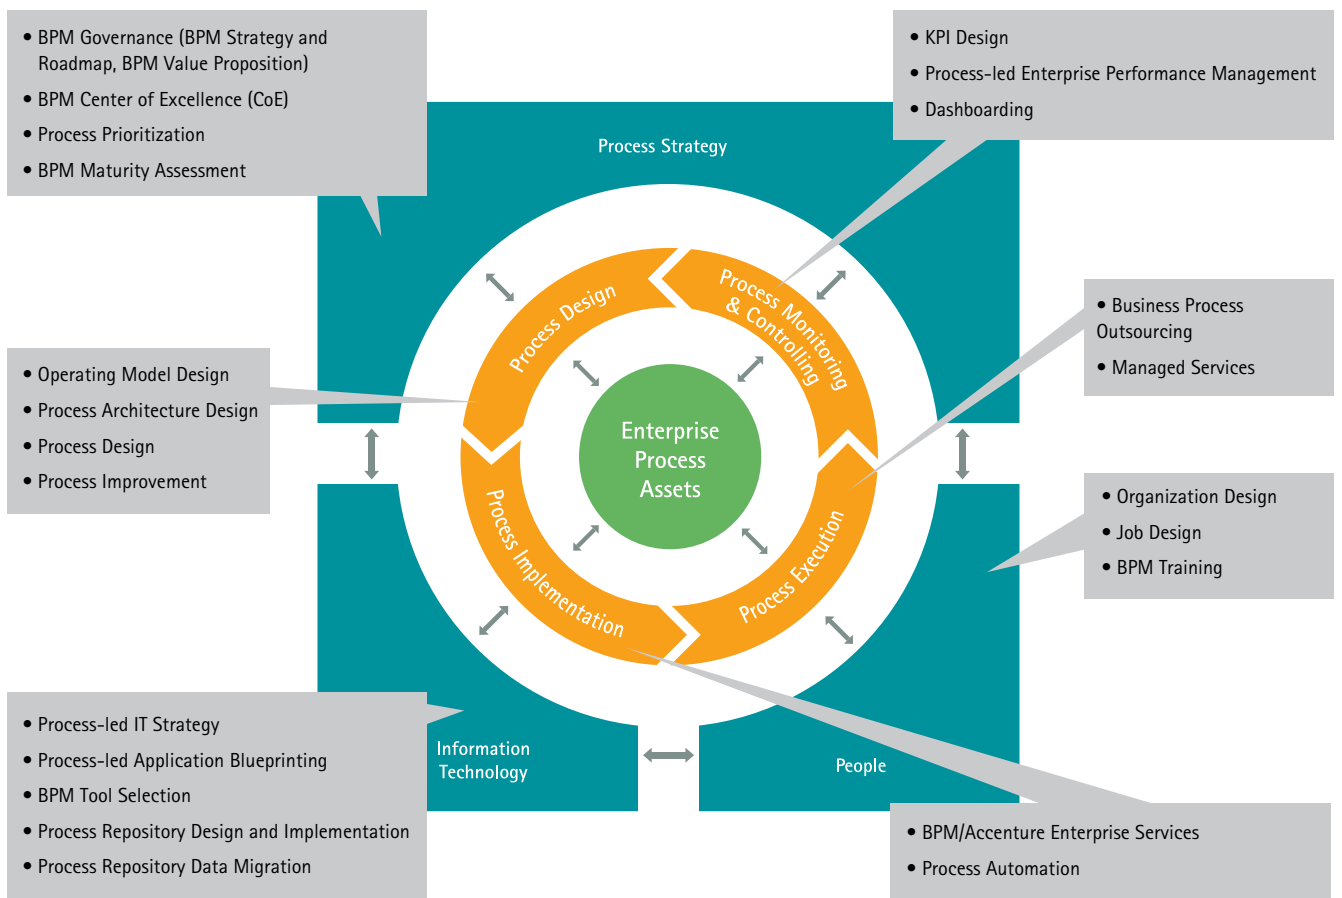 • BPM Governance (BPM Strategy and
Roadmap, BPM Value Proposition)
• BPM Center of Excellence (CoE)
• Process Prioritization
• BPM Maturity Assessment
• KPI Design
• Process-led Enterprise Performance Management
• Dashboarding
Process Strategy
Process Design
Process Monitoring
& Controlling
• Business Process
Outsourcing
• Managed Services
• Operating Model Design
• Process Architecture Design
• Process Design
• Process Improvement
Enterprise
Process
Assets
Process Implementation
Process Execution
• Organization Design
• Job Design
• BPM Training
• Process-led IT Strategy
• Process-led Application Blueprinting
• BPM Tool Selection
• Process Repository Design and Implementation
• Process Repository Data Migration
Information
Technology
People
• BPM/Accenture Enterprise Services
• Process Automation